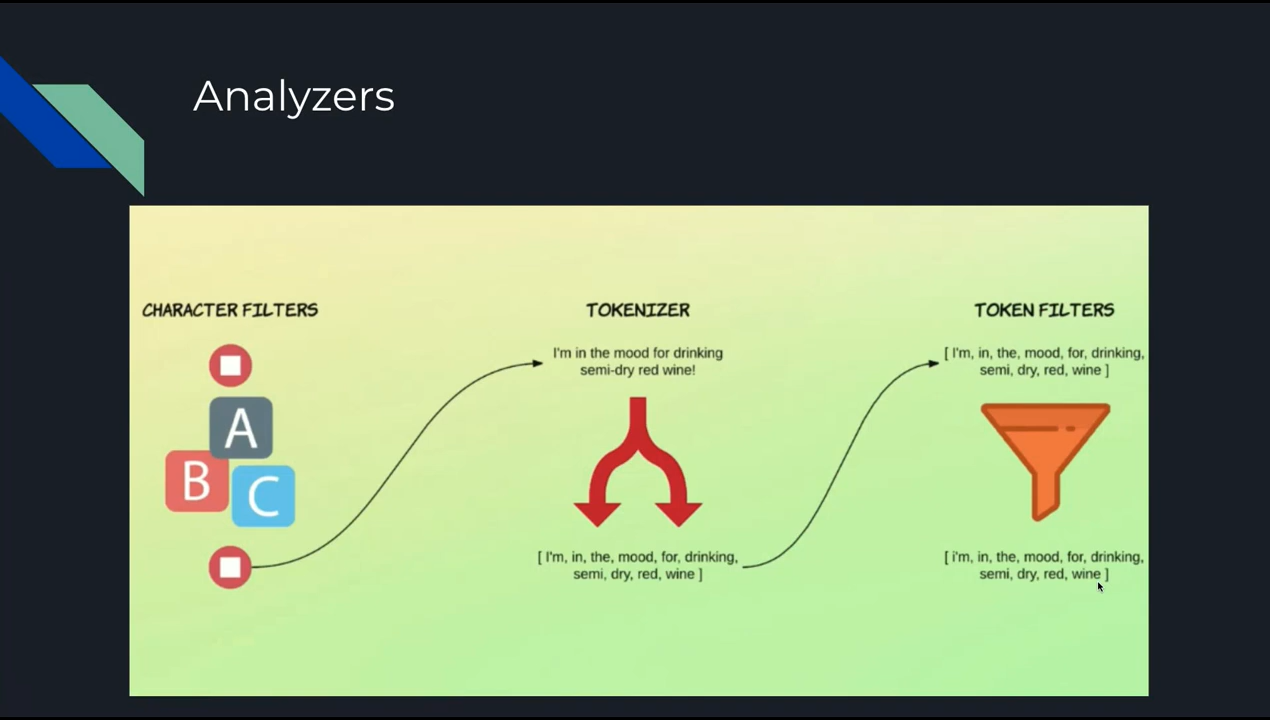 Analyzers
CHARACTER FILTERS
A
B
C
TOKENIZER
I'm in the mood for drinking
semi-dry red wine!
[ I'm, in, the, mood, for, drinking,
semi, dry, red, wine ]
TOKEN FILTERS
[ I'm, in, the, mood, for, drinking,
semi, dry, red, wine ]
[ i'm, in, the, mood, for, drinking,
semi, dry, red, wine ]